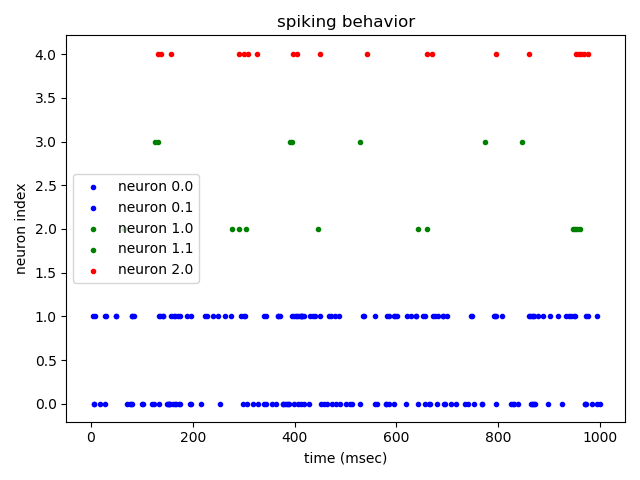 spiking behavior
4.0
3.5
3.0
2.5
2.0
1.5
1.0
0.5
0.0
neuron index
neuron 0.0
neuron 0.1
neuron 1.0
neuron 1.1
neuron 2.0
0
200
400
600
800
1000
time (msec)